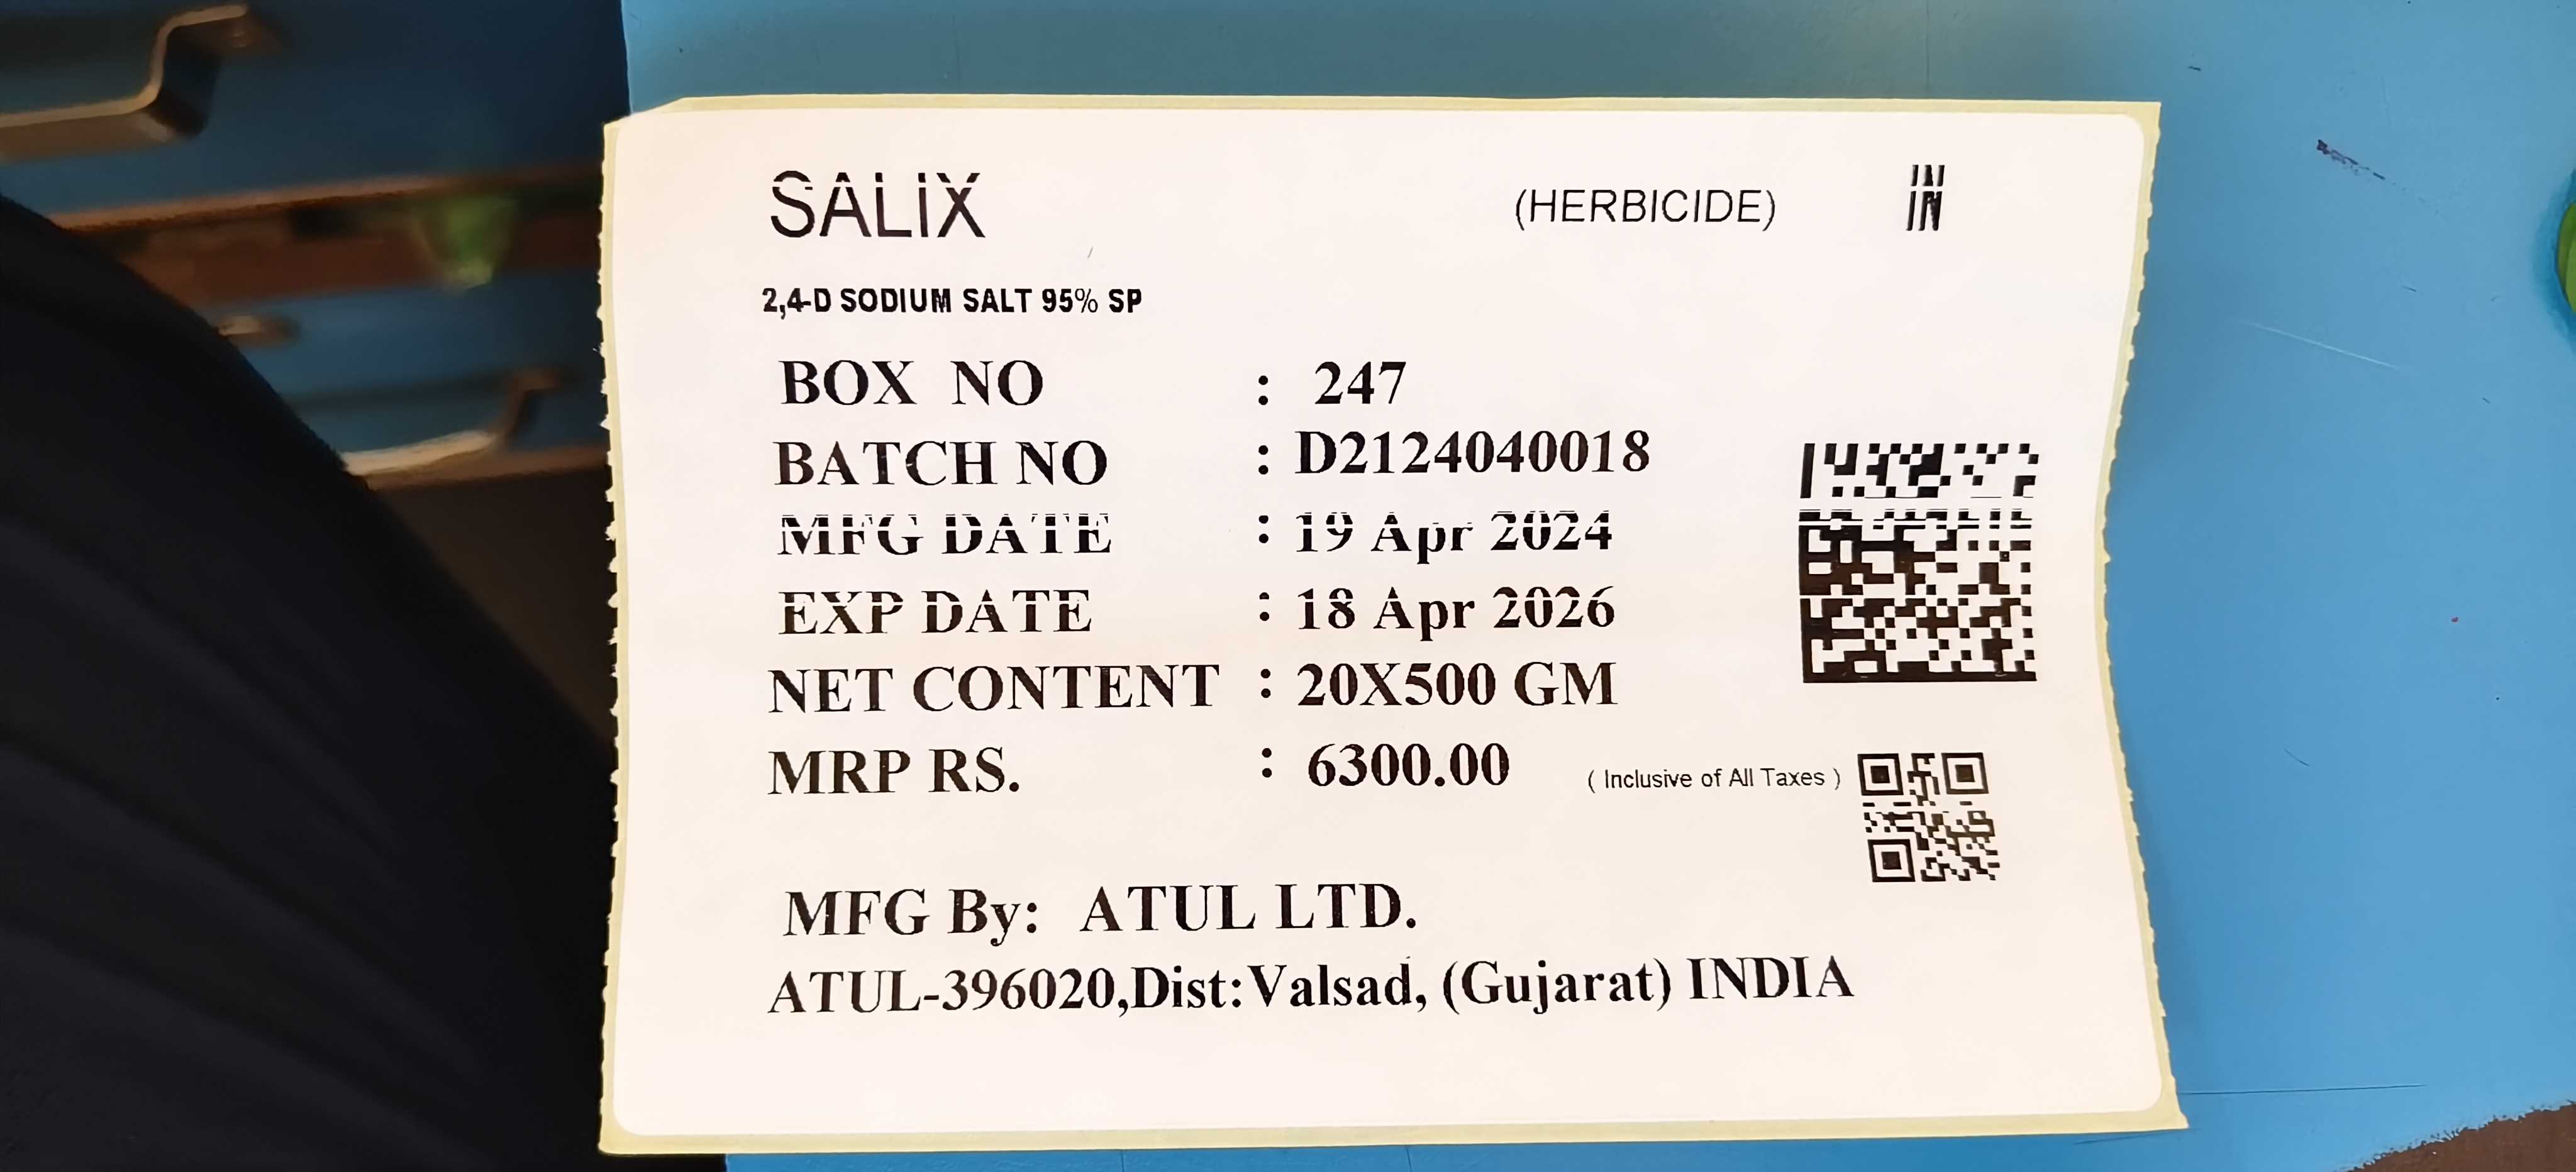 SALIX (HERBICIDE) IN
2,4-D SODIUM SALT 95% SP
BOX NO : 247
BATCH NO : D2124040018
MFG DATE : 19 Apr 2024
EXP DATE : 18 Apr 2026
NET CONTENT : 20X500 GM
MRP RS. : 6300.00 ( Inclusive of All Taxes )
MFG By: ATUL LTD.
ATUL-396020,Dist:Valsad, (Gujarat) INDIA